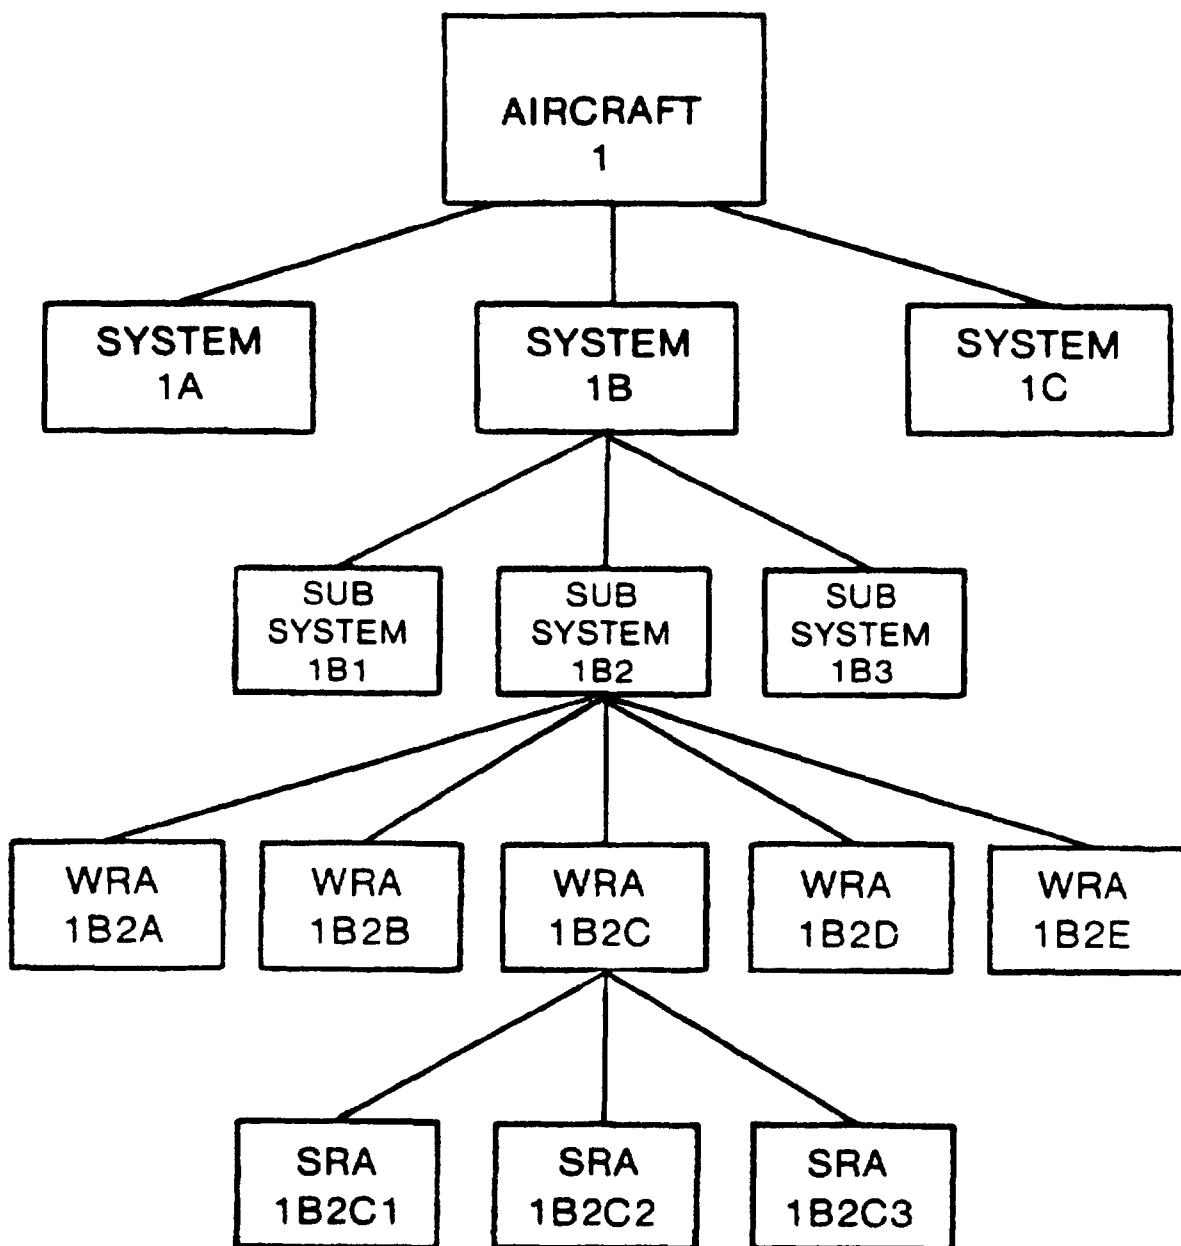 AIRCRAFT
1
SYSTEM
1A
SYSTEM
1B
SYSTEM
1C
SUB
SYSTEM
1B1
SUB
SYSTEM
1B2
SUB
SYSTEM
1B3
WRA
1B2A
WRA
1B2B
WRA
1B2C
WRA
1B2D
WRA
1B2E
SRA
1B2C1
SRA
1B2C2
SRA
1B2C3